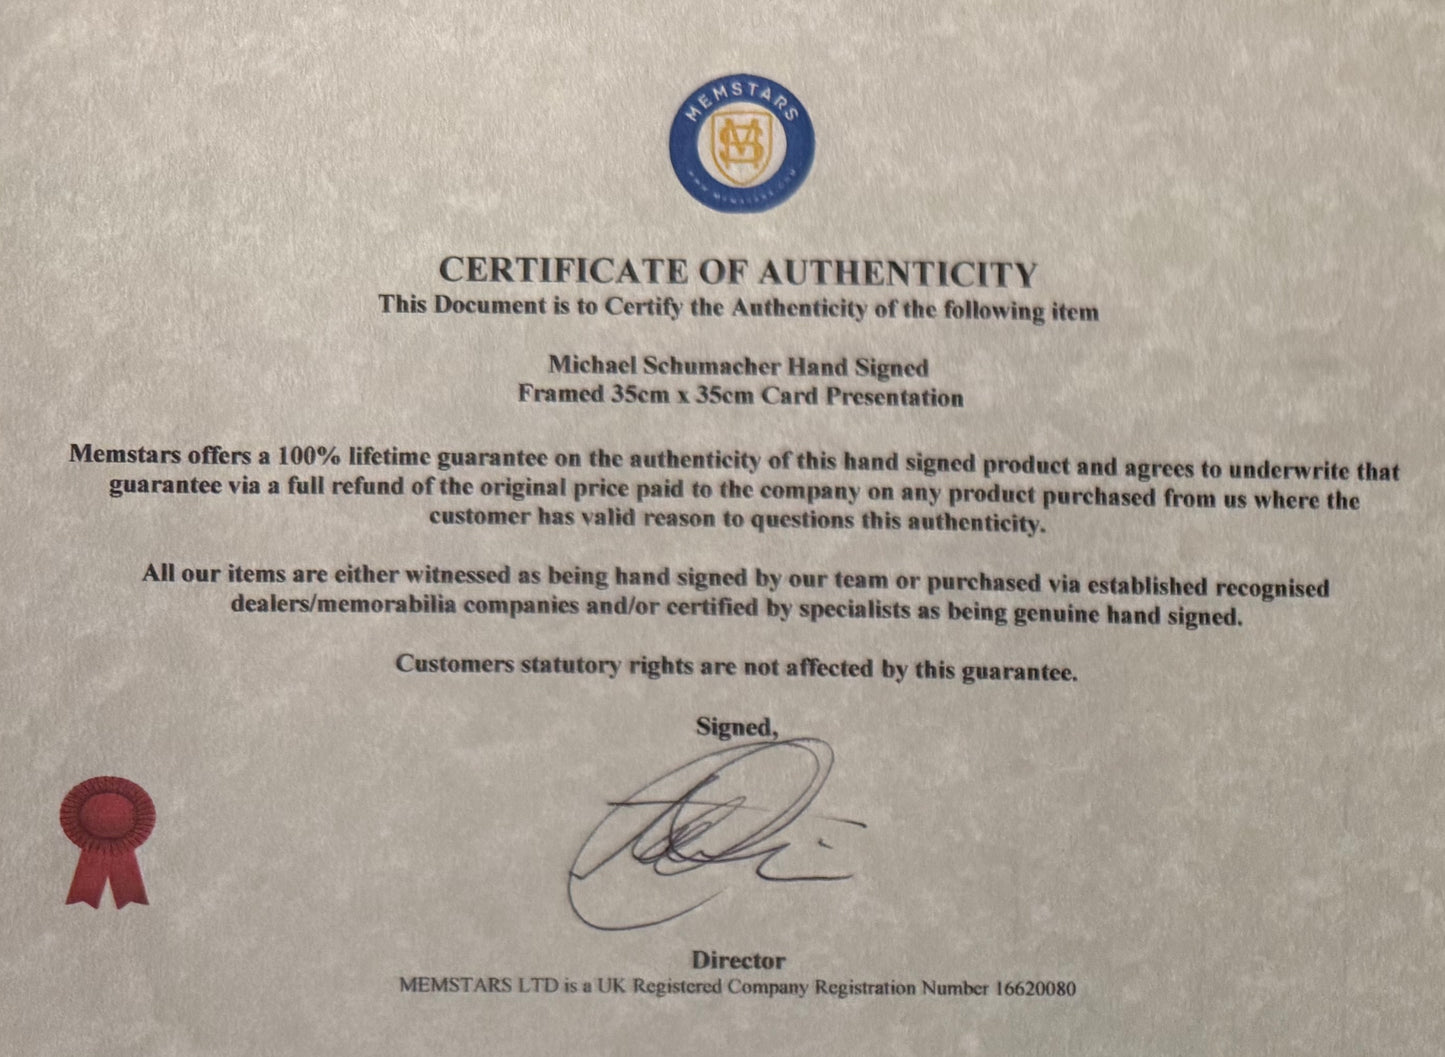 MEMSTARS
MS
WWW.MEMSTARS.COM
CERTIFICATE OF AUTHENTICITY
This Document is to Certify the Authenticity of the following item
Michael Schumacher Hand Signed
Framed 35cm x 35cm Card Presentation
Memstars offers a 100% lifetime guarantee on the authenticity of this hand signed product and agrees to underwrite that
guarantee via a full refund of the original price paid to the company on any product purchased from us where the
customer has valid reason to questions this authenticity.
All our items are either witnessed as being hand signed by our team or purchased via established recognised
dealers/memorabilia companies and/or certified by specialists as being genuine hand signed.
Customers statutory rights are not affected by this guarantee.
Signed,
Director
MEMSTARS LTD is a UK Registered Company Registration Number 16620080